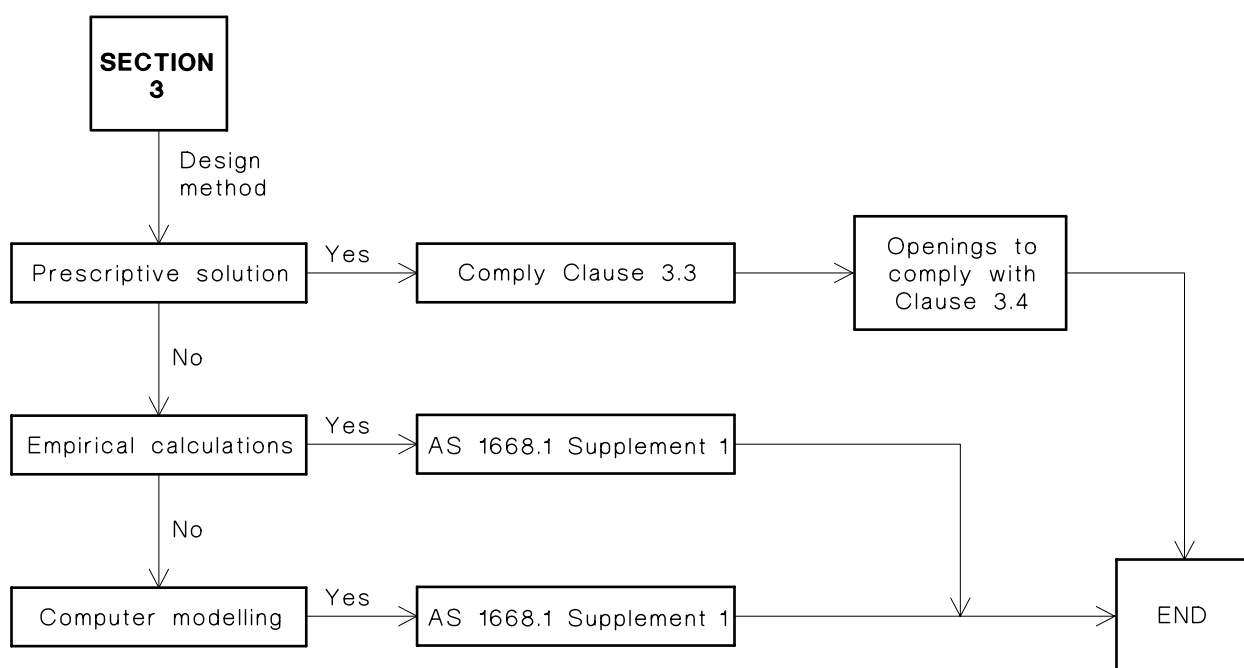 SECTION
3
Design
method
Prescriptive solution
Yes
Comply Clause 3.3
Openings to
comply with
Clause 3.4
No
Empirical calculations
Yes
AS 1668.1 Supplement 1
No
Computer modelling
Yes
AS 1668.1 Supplement 1
END